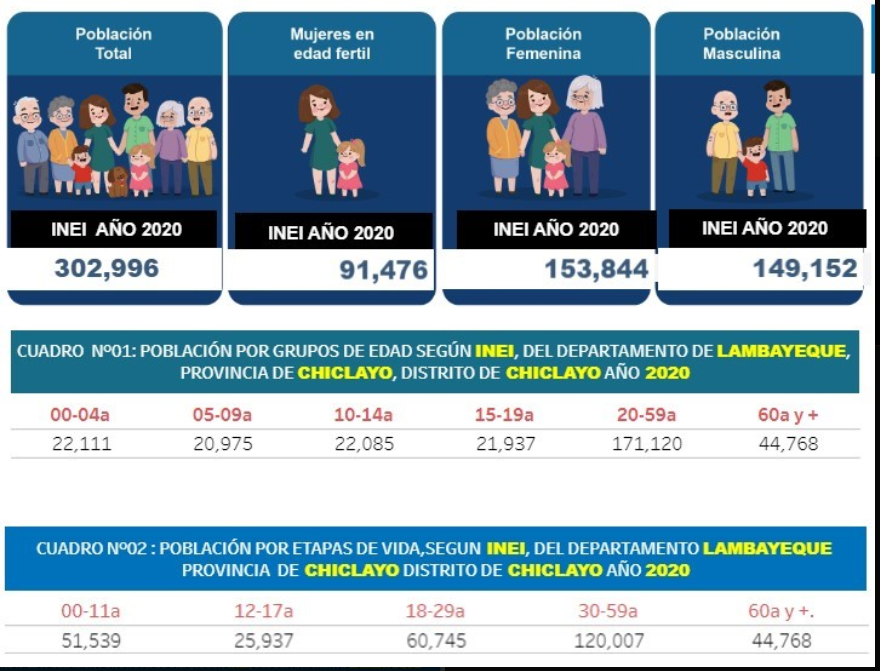 Población
Total
Mujeres en
edad fertil
Población
Femenina
Población
Masculina
INEI AÑO 2020
INEI AÑO 2020
INEI AÑO 2020
INEI AÑO 2020
302,996
91,476
153,844
149,152
CUADRO Nº01: POBLACIÓN POR GRUPOS DE EDAD SEGÚN INEI, DEL DEPARTAMENTO DE LAMBAYEQUE,
PROVINCIA DE CHICLAYO, DISTRITO DE CHICLAYO AÑO 2020
00-04a 05-09a 10-14a 15-19a 20-59a 60a y +
22,111 20,975 22,085 21,937 171,120 44,768
CUADRO Nº02 : POBLACIÓN POR ETAPAS DE VIDA,SEGUN INEI, DEL DEPARTAMENTO LAMBAYEQUE
PROVINCIA DE CHICLAYO DISTRITO DE CHICLAYO AÑO 2020
00-11a 12-17a 18-29a 30-59a 60a y +.
51,539 25,937 60,745 120,007 44,768